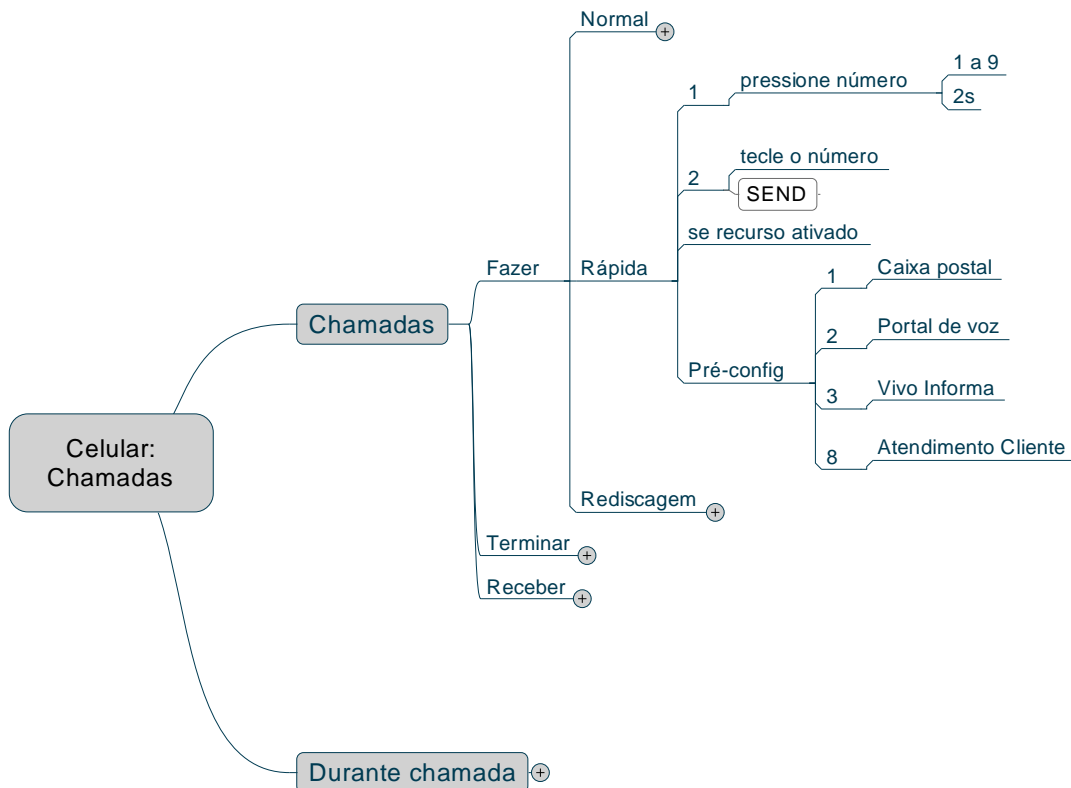 Normal
1 a 9
pressione número
1
2s
tecle o número
2
SEND
se recurso ativado
Fazer
Rápida
1
Caixa postal
Chamadas
2
Portal de voz
Pré-config
3
Vivo Informa
Celular:
Chamadas
8
Atendimento Cliente
Rediscagem
Terminar
Receber
Durante chamada